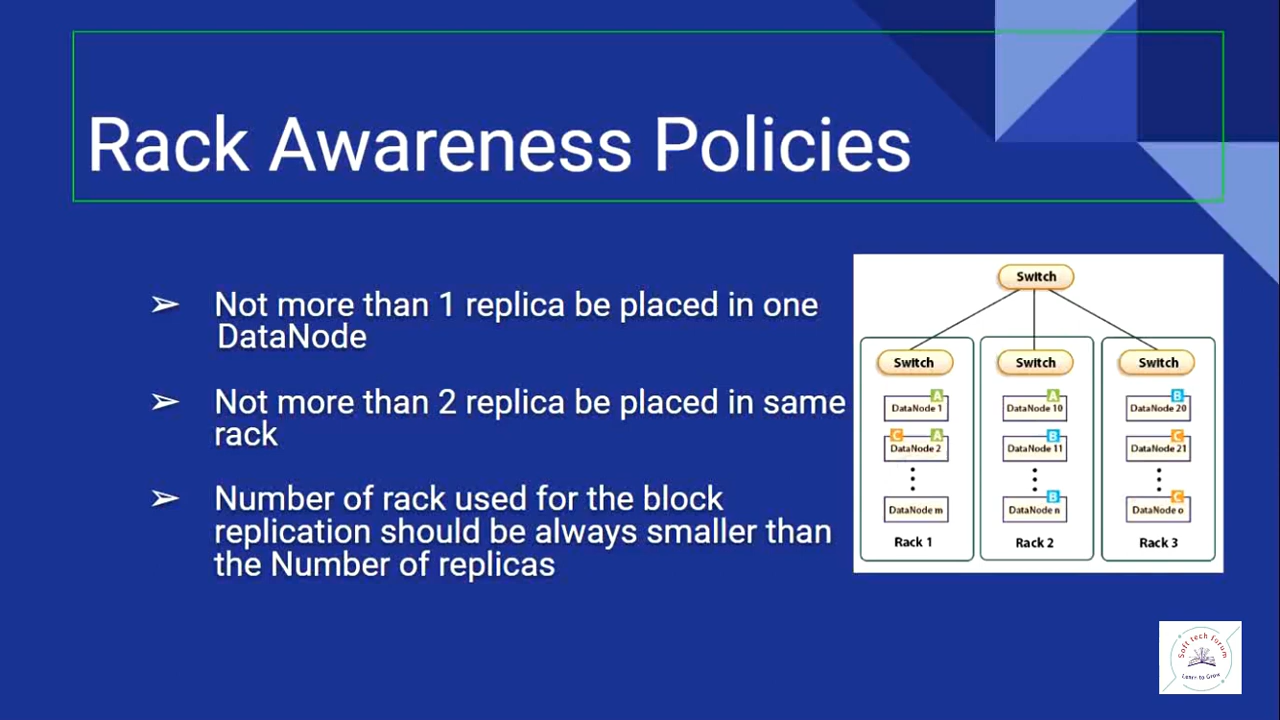 Rack Awareness Policies
➢ Not more than 1 replica be placed in one
DataNode
➢ Not more than 2 replica be placed in same
rack
➢ Number of rack used for the block
replication should be always smaller than
the Number of replicas
Switch
Switch
Switch
Switch
A
DataNode 1
A
DataNode 10
B
DataNode 20
C A
DataNode 2
B
DataNode 11
C
DataNode 21
DataNode m
B
DataNode n
C
DataNode o
Rack 1
Rack 2
Rack 3
Soft tech Forum
Learn to Grow